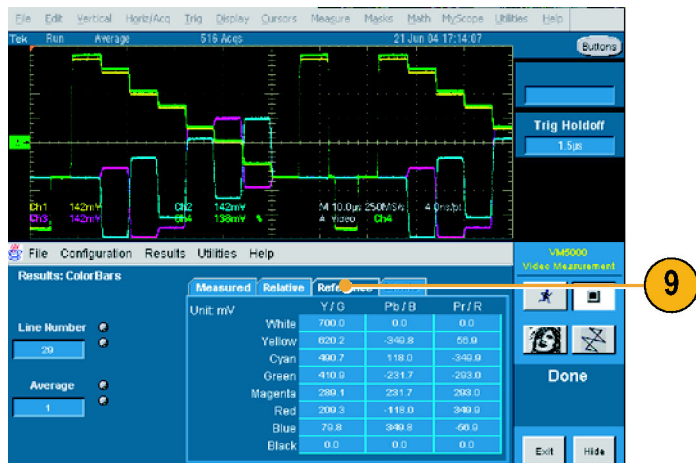 File Edit Vertical Horiz/Acq Trig Display Cursors Measure Masks Math MyScope Utilities Help
Tek Run Average 516 Acqs 21 Jun 04 17:14:07 Buttons
Trig Holdoff
1.5µs
Ch1 142mV Ch2 142mV M 10.0µs 250MS/s 4.0ns/pt
Ch3 142mV Ch4 138mV A Video Ch4
File Configuration Results Utilities Help
VM5000
Video Measurement
Results: ColorBars
Measured Relative Reference
9
Unit: mV Y/G Pb/B Pr/R
White 700.0 0.0 0.0
Yellow 620.2 -349.8 56.9
Cyan 490.7 118.0 -349.9
Green 410.9 -231.7 -293.0
Magenta 289.1 231.7 293.0
Red 209.3 -118.0 349.9
Blue 79.8 349.8 -56.9
Black 0.0 0.0 0.0
Line Number
29
Average
1
Done
Exit Hide